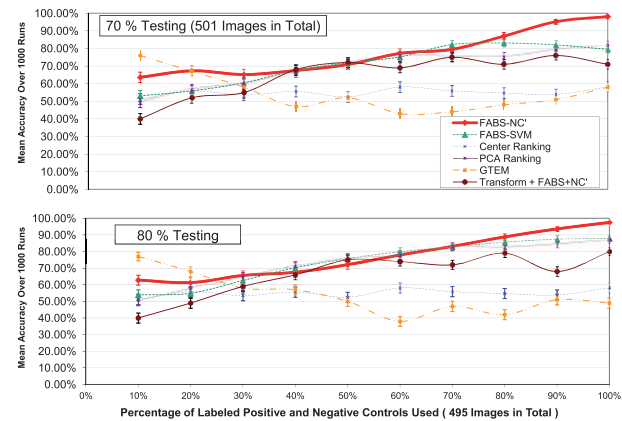 70 % Testing (501 Images in Total)
Mean Accuracy Over 1000 Runs
100.00%
90.00%
80.00%
70.00%
60.00%
50.00%
40.00%
30.00%
20.00%
10.00%
0.00%
FABS-NC'
FABS-SVM
Center Ranking
PCA Ranking
GTEM
Transform + FABS+NC'
80 % Testing
Mean Accuracy Over 1000 Runs
100.00%
90.00%
80.00%
70.00%
60.00%
50.00%
40.00%
30.00%
20.00%
10.00%
0.00%
0% 10% 20% 30% 40% 50% 60% 70% 80% 90% 100%
Percentage of Labeled Positive and Negative Controls Used ( 495 Images in Total )